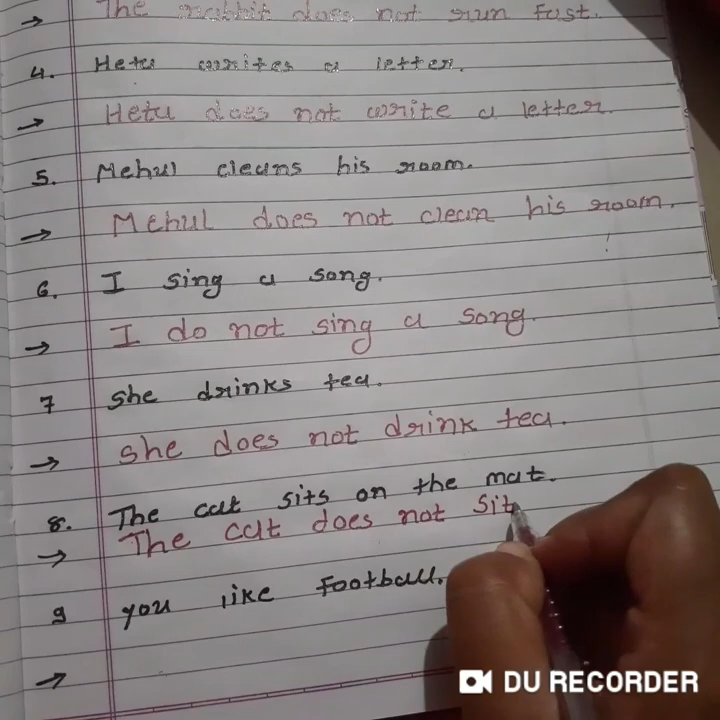 → The rabbit does not run fast.
4. Hetu writes a letter.
→ Hetu does not write a letter.
5. Mehul cleans his room.
→ Mehul does not clean his room.
6. I sing a song.
→ I do not sing a song.
7 she drinks tea.
→ she does not drink tea.
8. The cat sits on the mat.
→ The cat does not sit
9 you like Football.
→
DU RECORDER